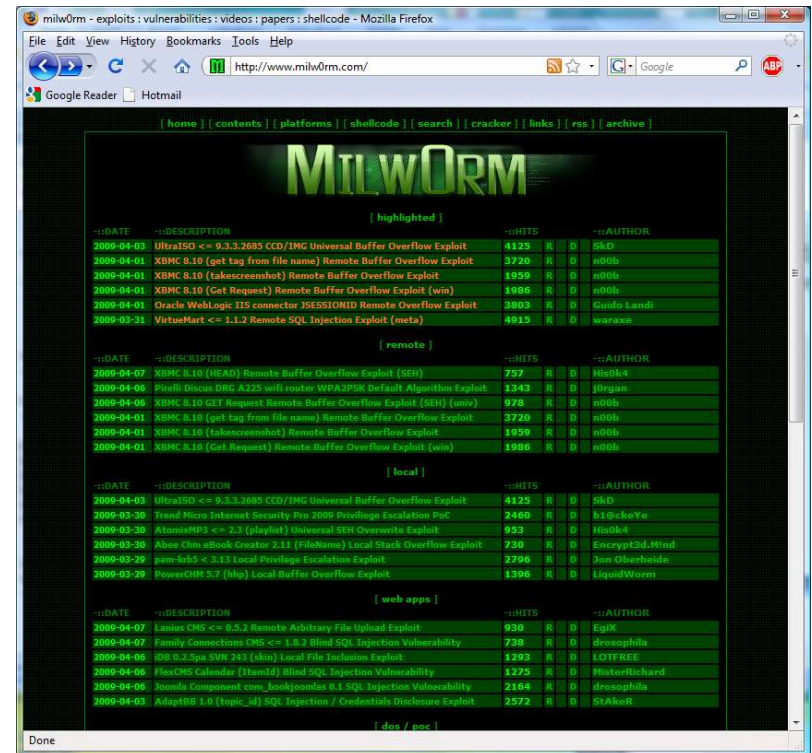 milw0rm - exploits : vulnerabilities : videos : papers : shellcode - Mozilla Firefox
File Edit View History Bookmarks Tools Help
http://www.milw0rm.com/ Google ABP
Google Reader Hotmail
[ home ] [ contents ] [ platforms ] [ shellcode ] [ search ] [ cracker ] [ links ] [ rss ] [ archive ]
MILW0RM
[ highlighted ]
-::DATE -::DESCRIPTION -::HITS -::AUTHOR
2009-04-03 UltraISO <= 9.3.3.2685 CCD/IMG Universal Buffer Overflow Exploit 4125 R D SkD
2009-04-01 XBMC 8.10 (get tag from file name) Remote Buffer Overflow Exploit 3720 R D n00b
2009-04-01 XBMC 8.10 (takescreenshot) Remote Buffer Overflow Exploit 1959 R D n00b
2009-04-01 XBMC 8.10 (Get Request) Remote Buffer Overflow Exploit (win) 1986 R D n00b
2009-04-01 Oracle WebLogic IIS connector JSESSIONID Remote Overflow Exploit 3803 R D Guido Landi
2009-03-31 VirtueMart <= 1.1.2 Remote SQL Injection Exploit (meta) 4915 R D waraxe
[ remote ]
-::DATE -::DESCRIPTION -::HITS -::AUTHOR
2009-04-07 XBMC 8.10 (HEAD) Remote Buffer Overflow Exploit (SEH) 757 R D His0k4
2009-04-06 Pirelli Discus DRG A225 wifi router WPA2PSK Default Algorithm Exploit 1343 R D j0rgan
2009-04-06 XBMC 8.10 GET Request Remote Buffer Overflow Exploit (SEH) (univ) 978 R D n00b
2009-04-01 XBMC 8.10 (get tag from file name) Remote Buffer Overflow Exploit 3720 R D n00b
2009-04-01 XBMC 8.10 (takescreenshot) Remote Buffer Overflow Exploit 1959 R D n00b
2009-04-01 XBMC 8.10 (Get Request) Remote Buffer Overflow Exploit (win) 1986 R D n00b
[ local ]
-::DATE -::DESCRIPTION -::HITS -::AUTHOR
2009-04-03 UltraISO <= 9.3.3.2685 CCD/IMG Universal Buffer Overflow Exploit 4125 R D SkD
2009-03-30 Trend Micro Internet Security Pro 2009 Priviliege Escalation PoC 2460 R D b1@ckeYe
2009-03-30 AtomixMP3 <= 2.3 (playlist) Universal SEH Overwrite Exploit 953 R D His0k4
2009-03-30 Abee Chm eBook Creator 2.11 (FileName) Local Stack Overflow Exploit 730 R D Encrypt3d.M!nd
2009-03-29 pam-krb5 < 3.13 Local Privilege Escalation Exploit 2796 R D Jon Oberheide
2009-03-29 PowerCHM 5.7 (hhp) Local Buffer Overflow Exploit 1396 R D LiquidWorm
[ web apps ]
-::DATE -::DESCRIPTION -::HITS -::AUTHOR
2009-04-07 Lanius CMS <= 0.5.2 Remote Arbitrary File Upload Exploit 930 R D EgiX
2009-04-07 Family Connections CMS <= 1.8.2 Blind SQL Injection Vulnerability 738 R D drosophila
2009-04-06 iDB 0.2.5pa SVN 243 (skin) Local File Inclusion Exploit 1293 R D LOTFREE
2009-04-06 FlexCMS Calendar (ItemId) Blind SQL Injection Vulnerability 1275 R D MisterRichard
2009-04-06 Joomla Component com_bookjoomlas 0.1 SQL Injection Vulnerability 2164 R D drosophila
2009-04-03 AdaptBB 1.0 (topic_id) SQL Injection / Credentials Disclosure Exploit 2572 R D StAkeR
[ dos / poc ]
Done